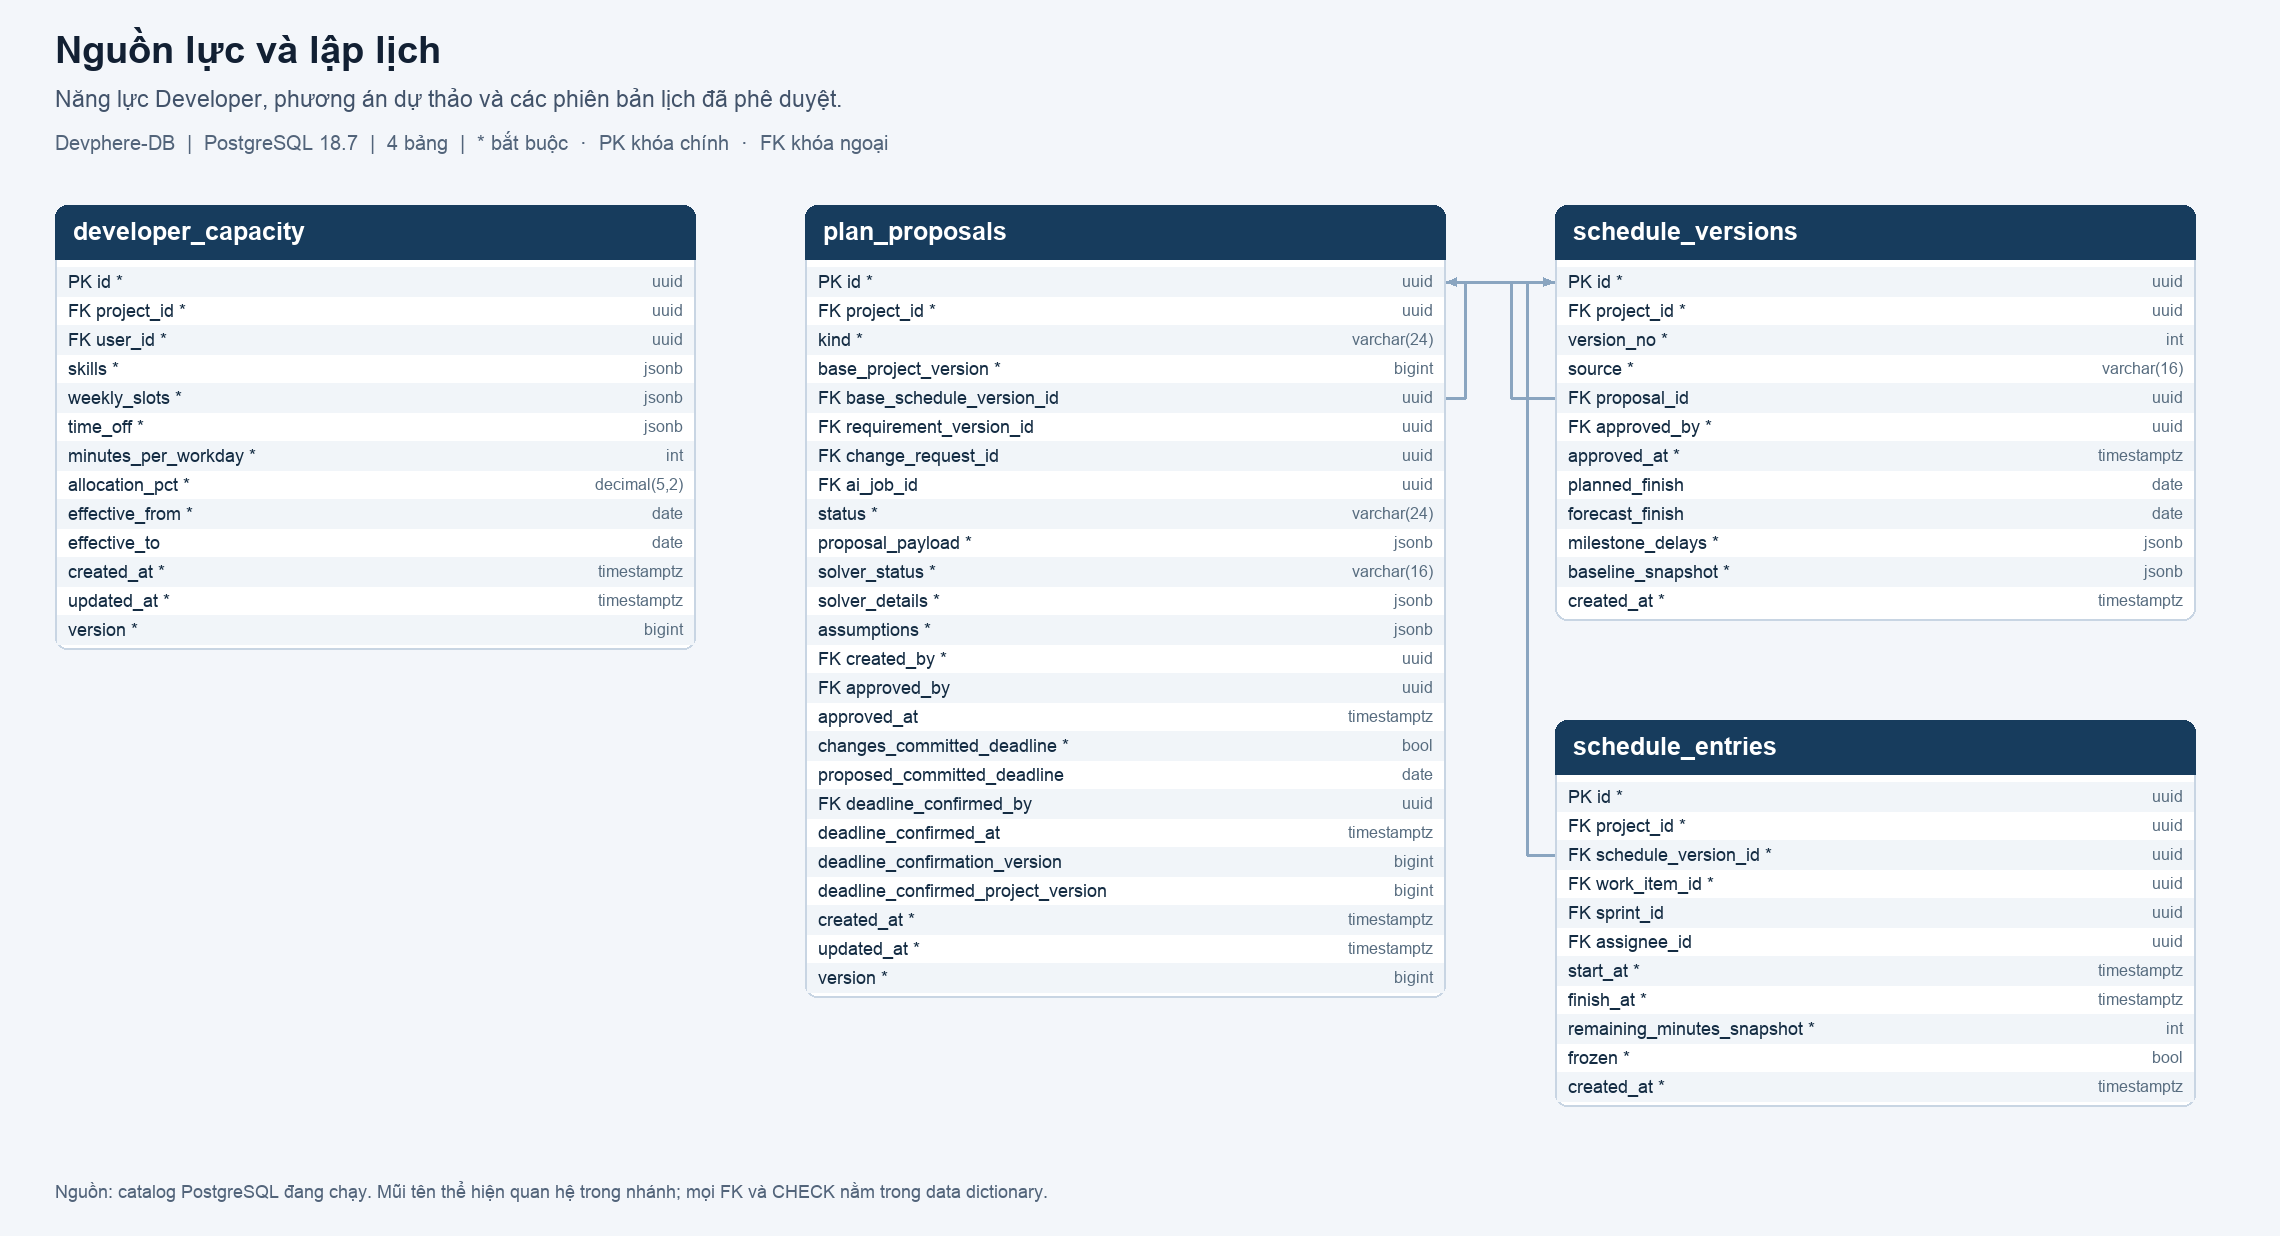 Nguồn lực và lập lịch
Năng lực Developer, phương án dự thảo và các phiên bản lịch đã phê duyệt.
Devphere-DB | PostgreSQL 18.7 | 4 bảng | * bắt buộc · PK khóa chính · FK khóa ngoại
developer_capacity
PK id * uuid
FK project_id * uuid
FK user_id * uuid
skills * jsonb
weekly_slots * jsonb
time_off * jsonb
minutes_per_workday * int
allocation_pct * decimal(5,2)
effective_from * date
effective_to date
created_at * timestamptz
updated_at * timestamptz
version * bigint
plan_proposals
PK id * uuid
FK project_id * uuid
kind * varchar(24)
base_project_version * bigint
FK base_schedule_version_id uuid
FK requirement_version_id uuid
FK change_request_id uuid
FK ai_job_id uuid
status * varchar(24)
proposal_payload * jsonb
solver_status * varchar(16)
solver_details * jsonb
assumptions * jsonb
FK created_by * uuid
FK approved_by uuid
approved_at timestamptz
changes_committed_deadline * bool
proposed_committed_deadline date
FK deadline_confirmed_by uuid
deadline_confirmed_at timestamptz
deadline_confirmation_version bigint
deadline_confirmed_project_version bigint
created_at * timestamptz
updated_at * timestamptz
version * bigint
schedule_versions
PK id * uuid
FK project_id * uuid
version_no * int
source * varchar(16)
FK proposal_id uuid
FK approved_by * uuid
approved_at * timestamptz
planned_finish date
forecast_finish date
milestone_delays * jsonb
baseline_snapshot * jsonb
created_at * timestamptz
schedule_entries
PK id * uuid
FK project_id * uuid
FK schedule_version_id * uuid
FK work_item_id * uuid
FK sprint_id uuid
FK assignee_id uuid
start_at * timestamptz
finish_at * timestamptz
remaining_minutes_snapshot * int
frozen * bool
created_at * timestamptz
Nguồn: catalog PostgreSQL đang chạy. Mũi tên thể hiện quan hệ trong nhánh; mọi FK và CHECK nằm trong data dictionary.